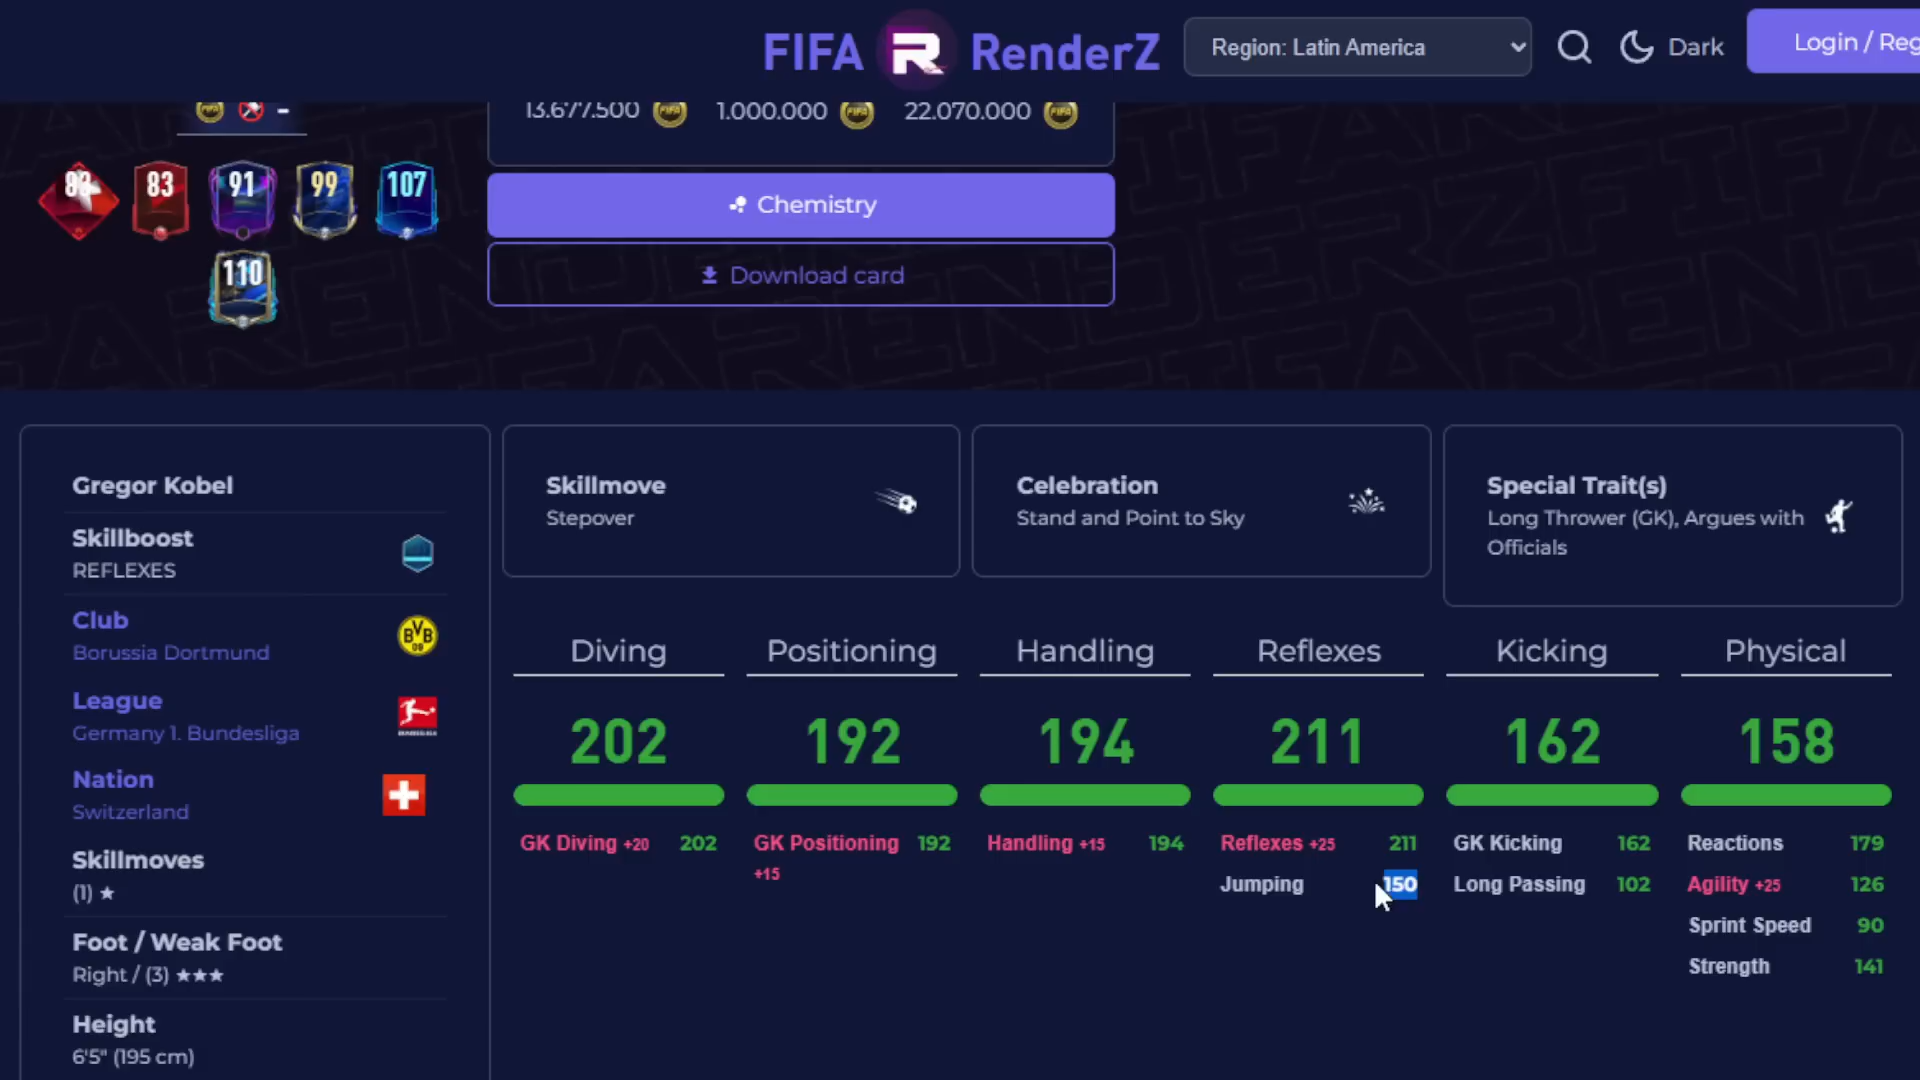 FIFA R RenderZ
Region: Latin America
Dark
Login / Reg
-
13.677.500 1.000.000 22.070.000
83 91 99 107
110
Chemistry
Download card
Gregor Kobel
Skillboost
REFLEXES
Club
Borussia Dortmund
League
Germany 1. Bundesliga
Nation
Switzerland
Skillmoves
(1) ★
Foot / Weak Foot
Right / (3) ★★★
Height
6'5" (195 cm)
Skillmove
Stepover
Celebration
Stand and Point to Sky
Special Trait(s)
Long Thrower (GK), Argues with
Officials
Diving Positioning Handling Reflexes Kicking Physical
202 192 194 211 162 158
GK Diving +20 202
GK Positioning 192
+15
Handling +15 194
Reflexes +25 211
Jumping 150
GK Kicking 162
Long Passing 102
Reactions 179
Agility +25 126
Sprint Speed 90
Strength 141